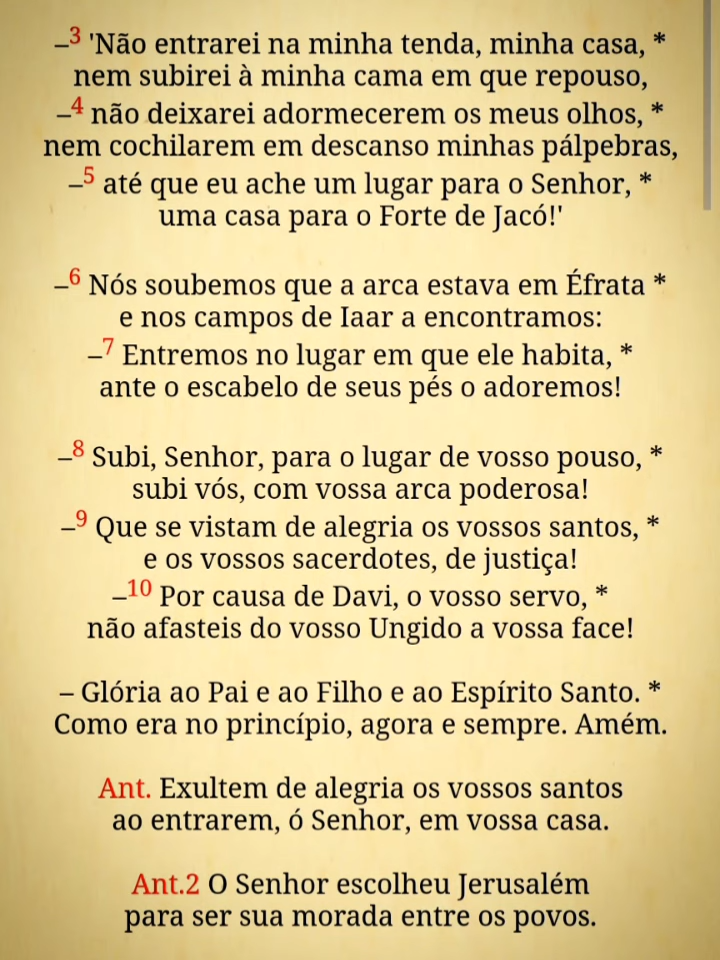 –3 'Não entrarei na minha tenda, minha casa, *
nem subirei à minha cama em que repouso,
–4 não deixarei adormecerem os meus olhos, *
nem cochilarem em descanso minhas pálpebras,
–5 até que eu ache um lugar para o Senhor, *
uma casa para o Forte de Jacó!'
–6 Nós soubemos que a arca estava em Éfrata *
e nos campos de Iaar a encontramos:
–7 Entremos no lugar em que ele habita, *
ante o escabelo de seus pés o adoremos!
–8 Subi, Senhor, para o lugar de vosso pouso, *
subi vós, com vossa arca poderosa!
–9 Que se vistam de alegria os vossos santos, *
e os vossos sacerdotes, de justiça!
–10 Por causa de Davi, o vosso servo, *
não afasteis do vosso Ungido a vossa face!
– Glória ao Pai e ao Filho e ao Espírito Santo. *
Como era no princípio, agora e sempre. Amém.
Ant. Exultem de alegria os vossos santos
ao entrarem, ó Senhor, em vossa casa.
Ant.2 O Senhor escolheu Jerusalém
para ser sua morada entre os povos.